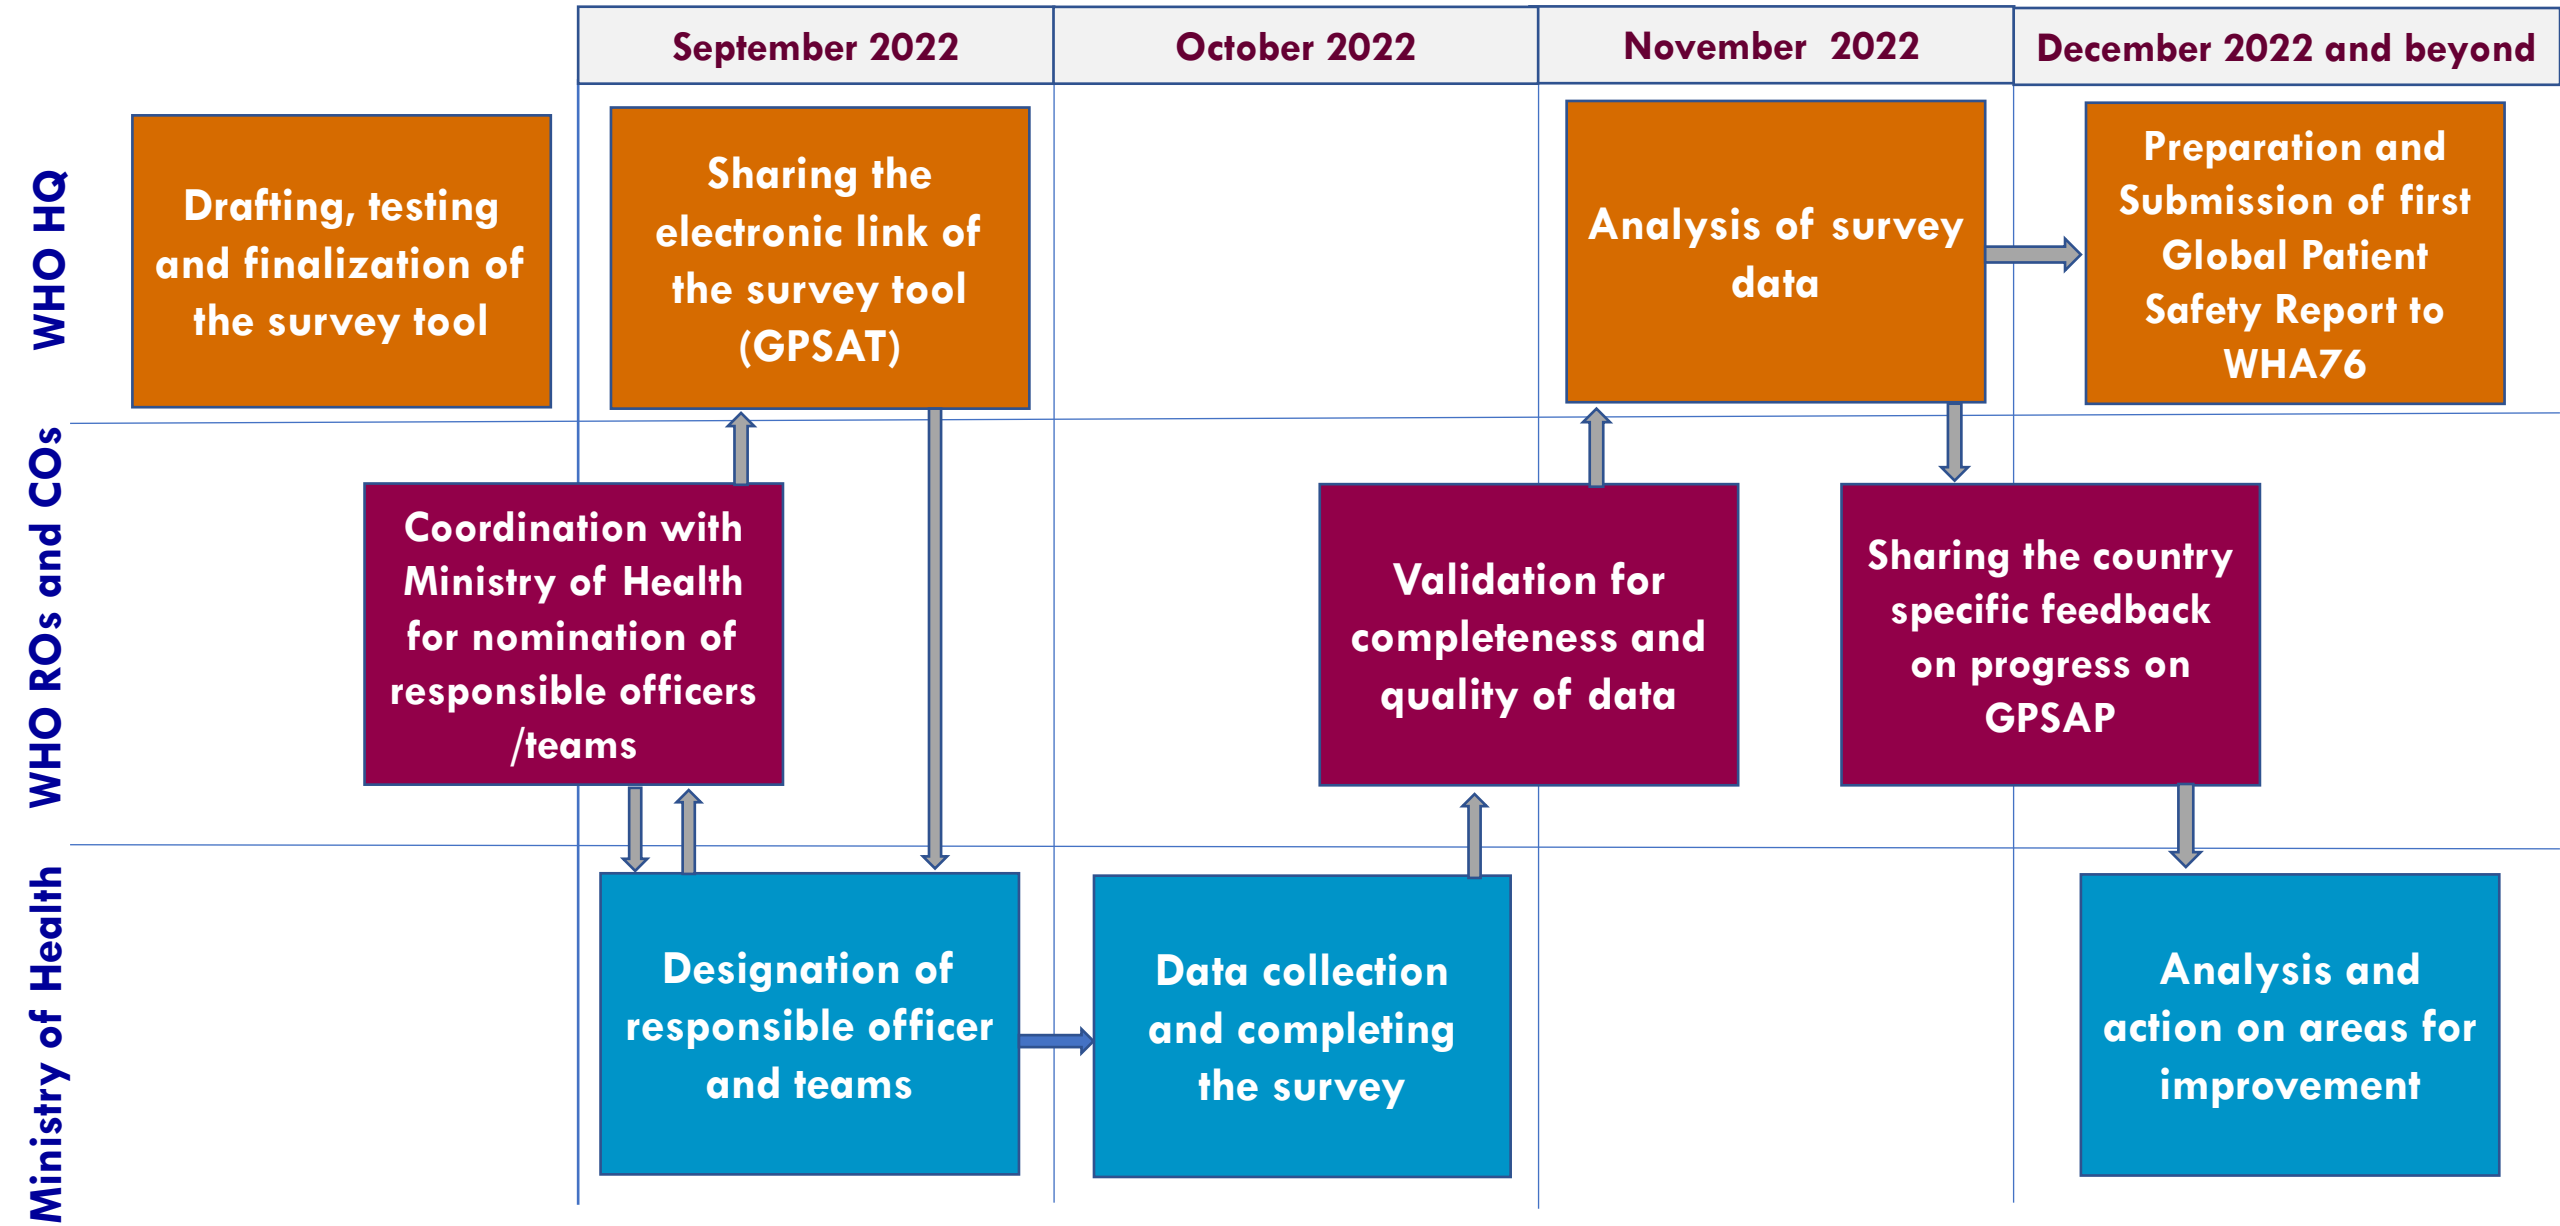 September 2022
October 2022
November  2022
December 2022 and beyond
WHO HQ
Drafting, testing
and finalization of
the survey tool
Sharing the
electronic link of
the survey tool
(GPSAT)
Analysis of survey
data
Preparation and
Submission of first
Global Patient
Safety Report to
WHA76
WHO ROs and COs
Coordination with
Ministry of Health
for nomination of
responsible officers
/teams
Validation for
completeness and
quality of data
Sharing the country
specific feedback
on progress on
GPSAP
Ministry of Health
Designation of
responsible officer
and teams
Data collection
and completing
the survey
Analysis and
action on areas for
improvement